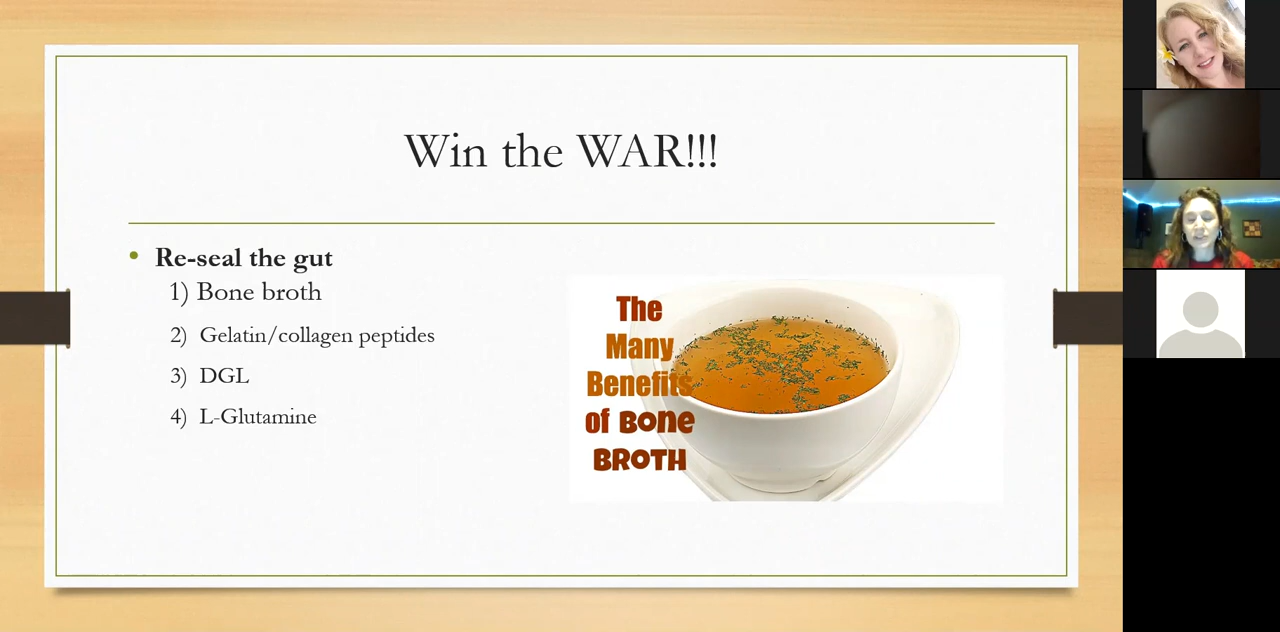 Win the WAR!!!
• Re-seal the gut
1) Bone broth
2) Gelatin/collagen peptides
3) DGL
4) L-Glutamine
The
Many
Benefits
Of Bone
BROTH